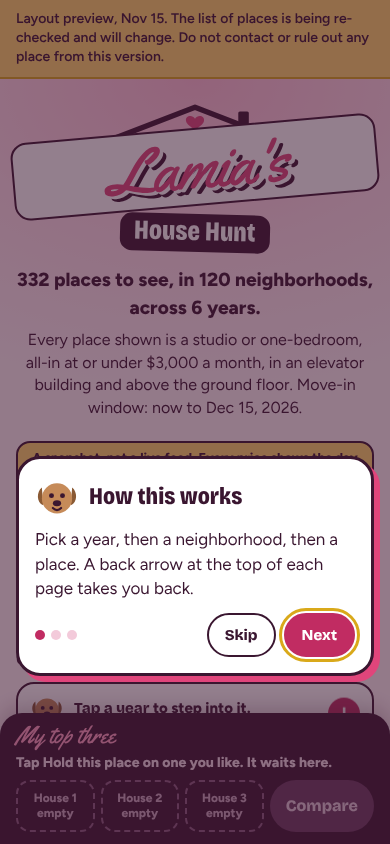 Layout preview, Nov 15. The list of places is being re-
checked and will change. Do not contact or rule out any
place from this version.
Lamia's
House Hunt
332 places to see, in 120 neighborhoods,
across 6 years.
Every place shown is a studio or one-bedroom,
all-in at or under $3,000 a month, in an elevator
building and above the ground floor. Move-in
window: now to Dec 15, 2026.
How this works
Pick a year, then a neighborhood, then a
place. A back arrow at the top of each
page takes you back.
Skip
Next
Tap a year to step into it.
My top three
Tap Hold this place on one you like. It waits here.
House 1
empty
House 2
empty
House 3
empty
Compare